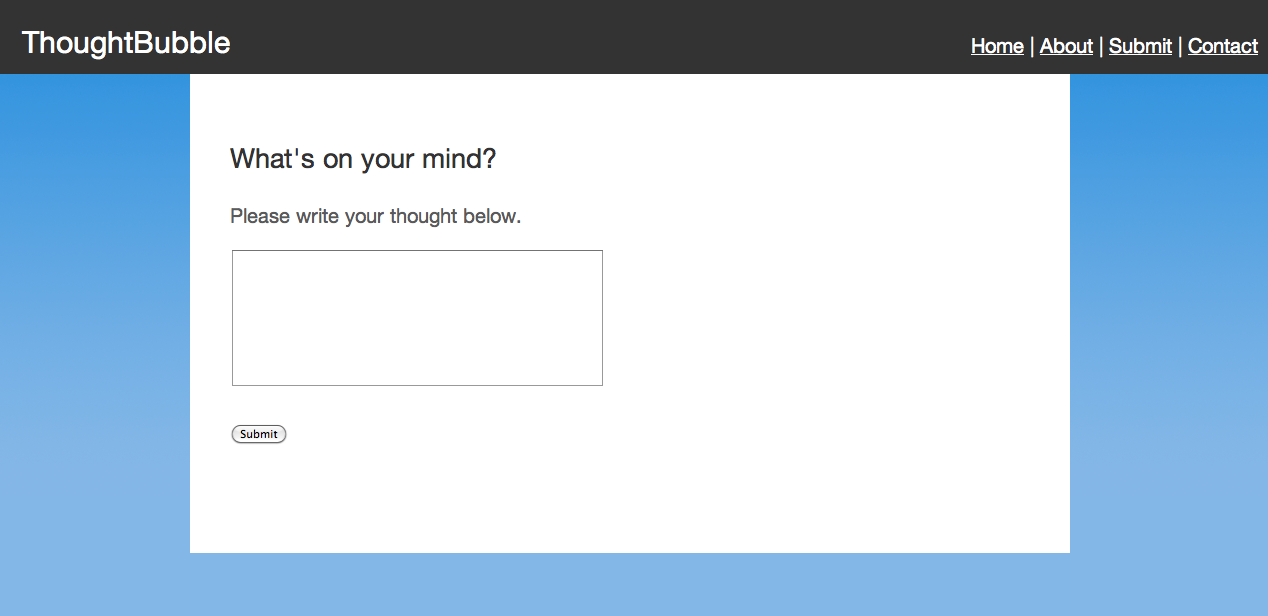 ThoughtBubble
Home | About | Submit | Contact
What's on your mind?
Please write your thought below.
Submit